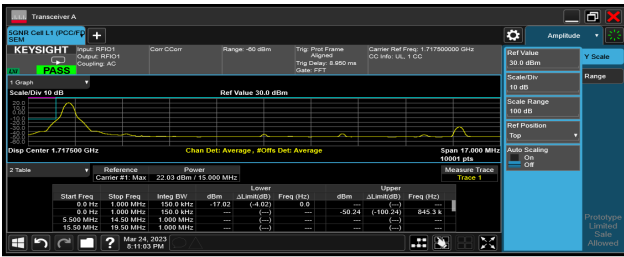 Transceiver A
5GNR Cell L1 (PCC/FD
SEM
Amplitude
KEYSIGHT
Input: RFIO1
Output: RFIO1
Coupling: AC
Corr CCorr
Range: -60 dBm
Trig: Prot Frame
Aligned
Trig Delay: 8.950 ms
Gate: FFT
Carrier Ref Freq: 1.717500000 GHz
CC Info: UL, 1 CC
PASS
Ref Value
30.0 dBm
Y Scale
Scale/Div
10 dB
Range
Scale Range
100 dB
Ref Position
Top
Auto Scaling
On
Off
1 Graph
Scale/Div 10 dB
Ref Value 30.0 dBm
20.0
10.0
Disp Center 1.717500 GHz
Chan Det: Average , #Offs Det: Average
Span 17.000 MHz
10001 pts
2 Table
Reference
Carrier #1: Max
Power
22.03 dBm / 15.000 MHz
Measure Trace
Trace 1
Lower
Upper
Start Freq Stop Freq Integ BW dBm ΔLimit(dB) Freq (Hz) dBm ΔLimit(dB) Freq (Hz)
0.0 Hz 1.000 MHz 150.0 kHz -17.02 (-4.02) 0.0 --- (---) ---
0.0 Hz 1.000 MHz 150.0 kHz --- (---) --- -50.24 (-100.24) 845.3 k
5.500 MHz 14.50 MHz 1.000 MHz --- (---) --- --- (---) ---
15.50 MHz 19.50 MHz 1.000 MHz --- (---) --- --- (---) ---
Prototype
Limited
Sale
Allowed
Mar 24, 2023
8:11:03 PM